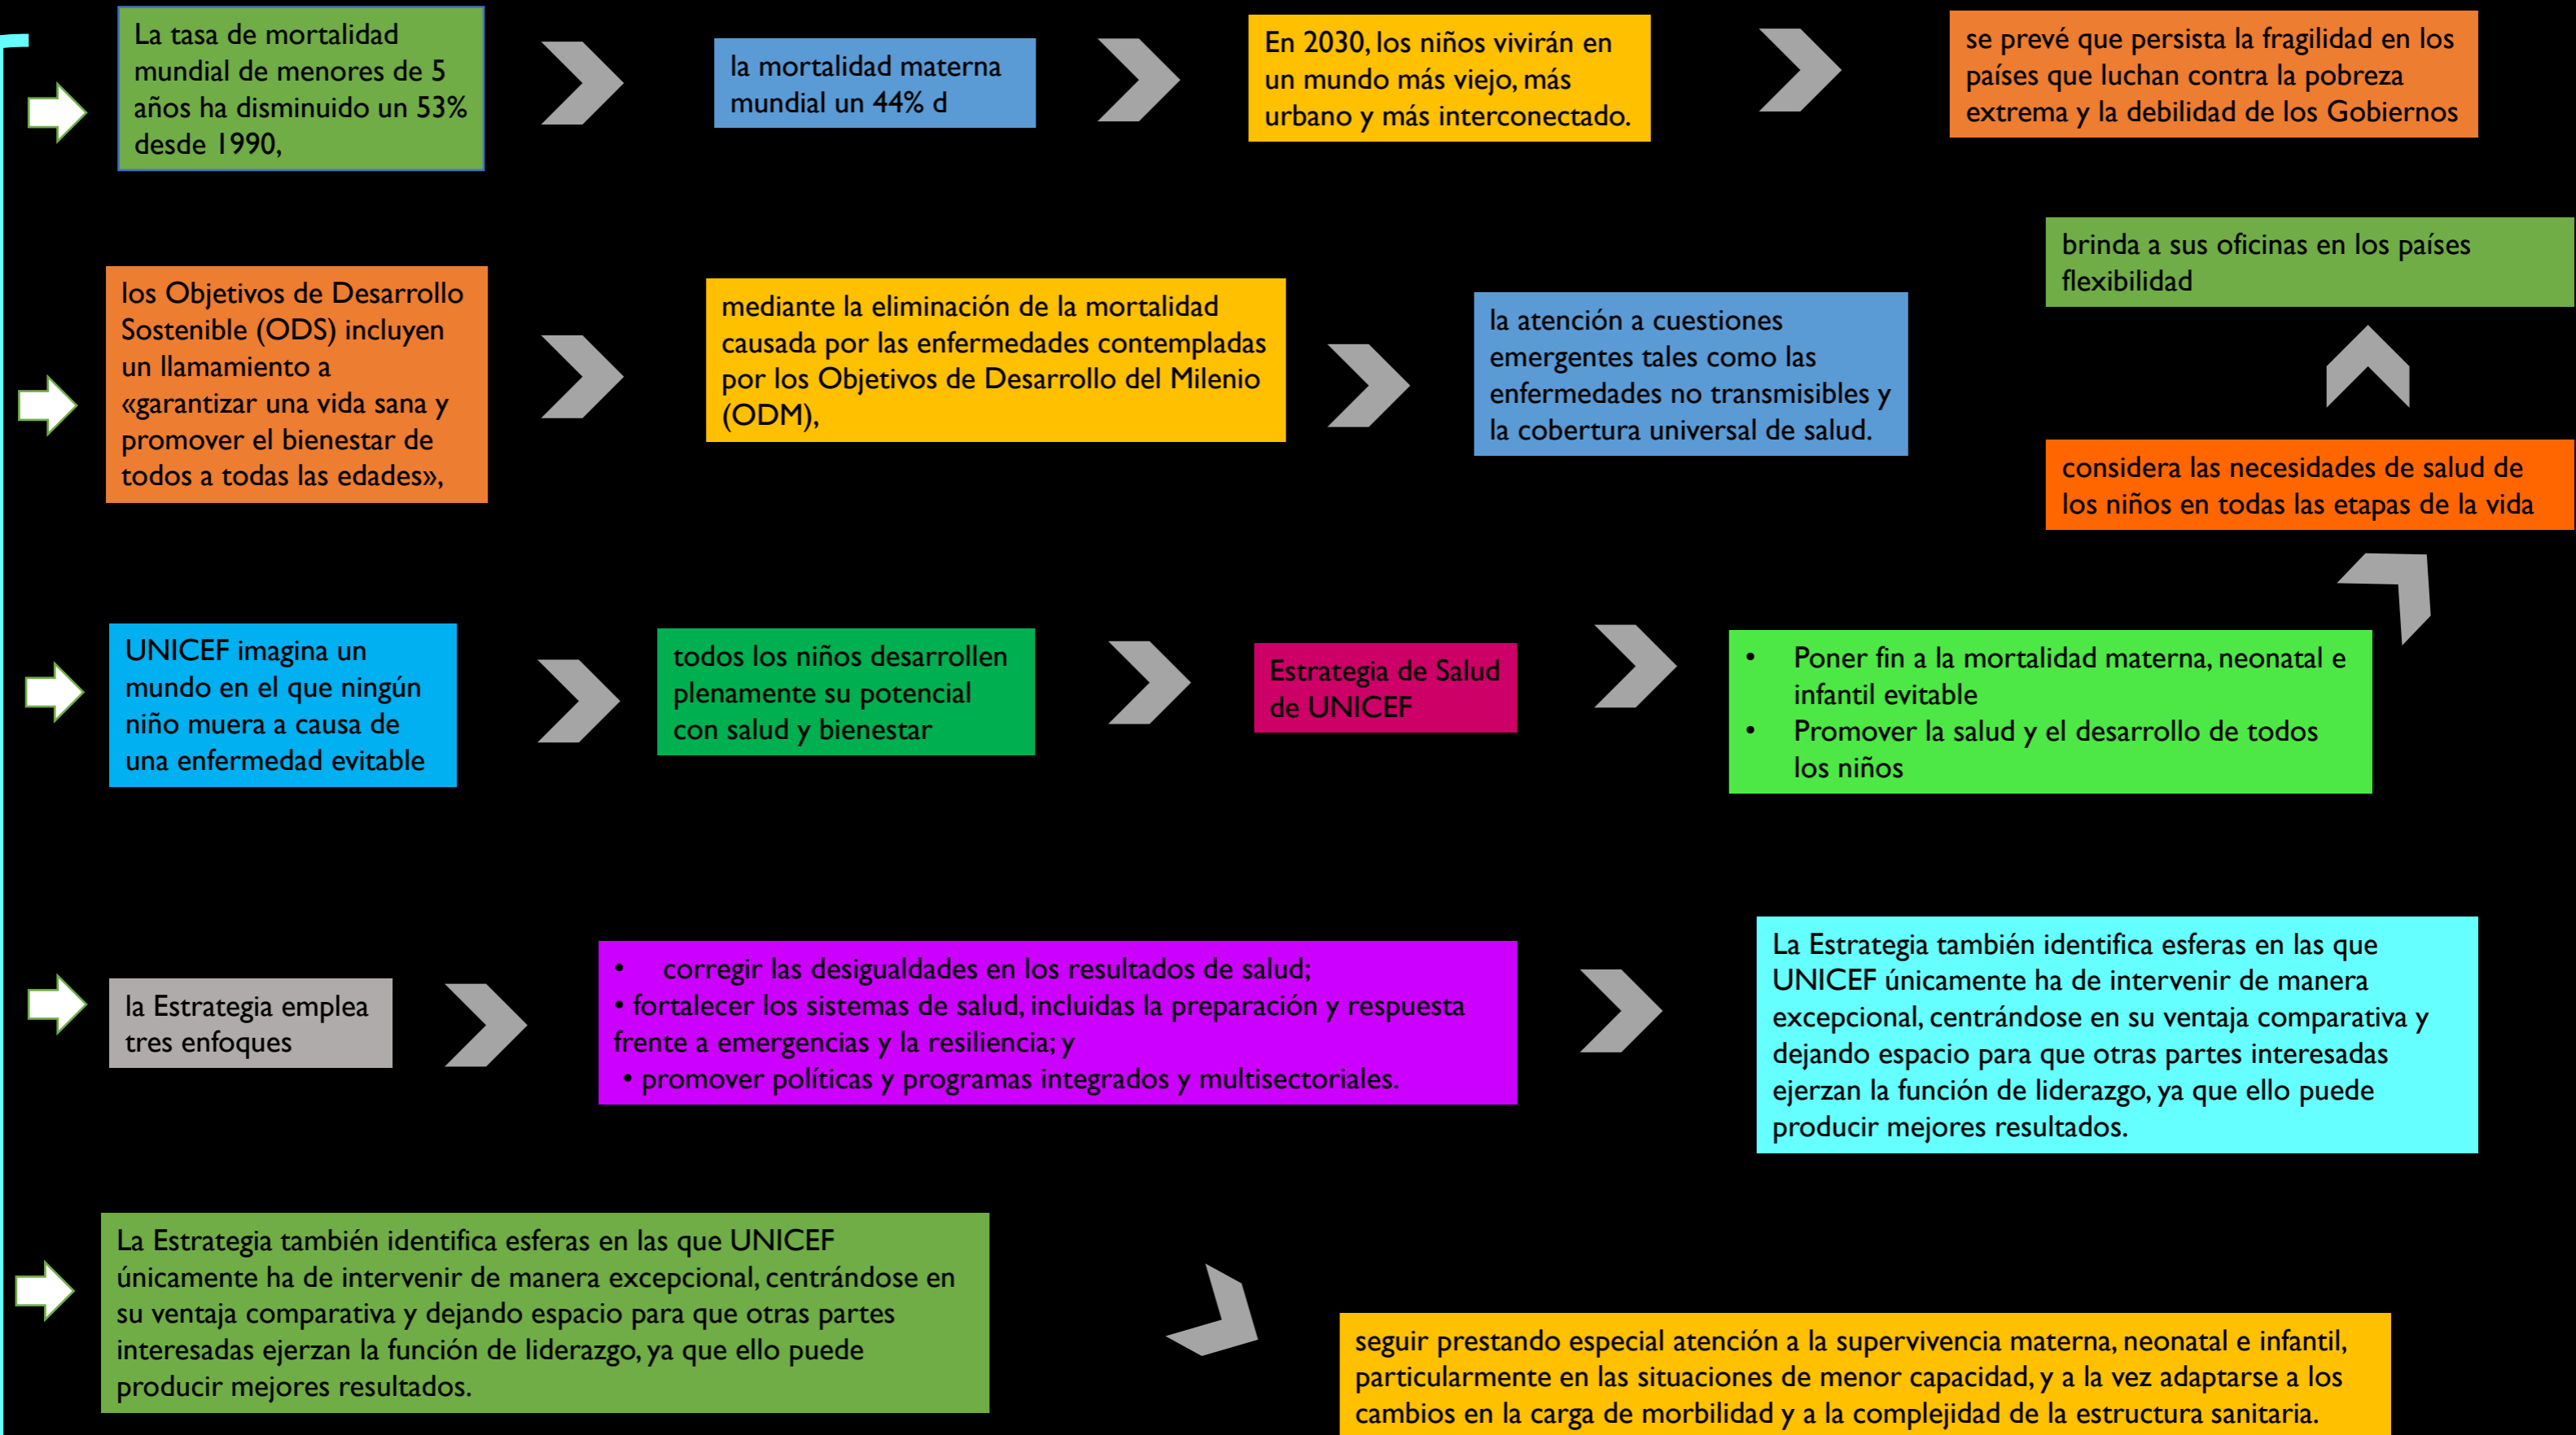 La tasa de mortalidad
mundial de menores de 5
años ha disminuido un 53%
desde 1990,
la mortalidad materna
mundial un 44% d
En 2030, los niños vivirán en
un mundo más viejo, más
urbano y más interconectado.
se prevé que persista la fragilidad en los
países que luchan contra la pobreza
extrema y la debilidad de los Gobiernos
los Objetivos de Desarrollo
Sostenible (ODS) incluyen
un llamamiento a
«garantizar una vida sana y
promover el bienestar de
todos a todas las edades»,
mediante la eliminación de la mortalidad
causada por las enfermedades contempladas
por los Objetivos de Desarrollo del Milenio
(ODM),
la atención a cuestiones
emergentes tales como las
enfermedades no transmisibles y
la cobertura universal de salud.
brinda a sus oficinas en los países
flexibilidad
considera las necesidades de salud de
los niños en todas las etapas de la vida
UNICEF imagina un
mundo en el que ningún
niño muera a causa de
una enfermedad evitable
todos los niños desarrollen
plenamente su potencial
con salud y bienestar
Estrategia de Salud
de UNICEF
• Poner fin a la mortalidad materna, neonatal e
infantil evitable
• Promover la salud y el desarrollo de todos
los niños
la Estrategia emplea
tres enfoques
• corregir las desigualdades en los resultados de salud;
• fortalecer los sistemas de salud, incluidas la preparación y respuesta
frente a emergencias y la resiliencia; y
• promover políticas y programas integrados y multisectoriales.
La Estrategia también identifica esferas en las que
UNICEF únicamente ha de intervenir de manera
excepcional, centrándose en su ventaja comparativa y
dejando espacio para que otras partes interesadas
ejerzan la función de liderazgo, ya que ello puede
producir mejores resultados.
La Estrategia también identifica esferas en las que UNICEF
únicamente ha de intervenir de manera excepcional, centrándose en
su ventaja comparativa y dejando espacio para que otras partes
interesadas ejerzan la función de liderazgo, ya que ello puede
producir mejores resultados.
seguir prestando especial atención a la supervivencia materna, neonatal e infantil,
particularmente en las situaciones de menor capacidad, y a la vez adaptarse a los
cambios en la carga de morbilidad y a la complejidad de la estructura sanitaria.